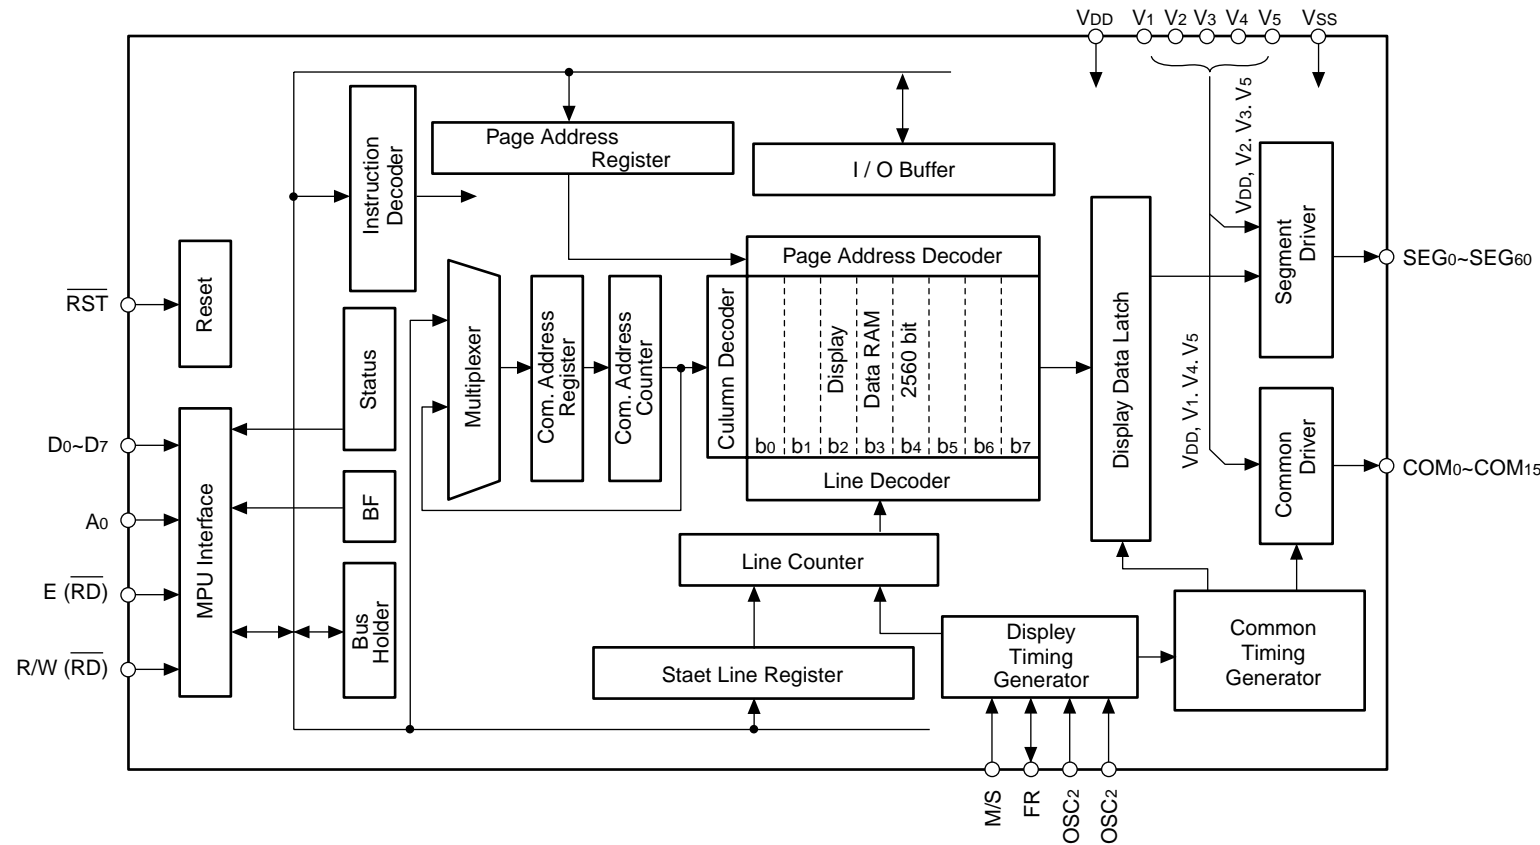 VDD V1 V2 V3 V4 V5 VSS
Page Address
Register
I / O Buffer
Instruction
Decoder
VDD, V2. V3. V5
Segment
Driver
SEG0~SEG60
Page Address Decoder
Reset
RST
Status
Multiplexer
Com. Address
Register
Com. Address
Counter
Culumn Decoder
Display
Data RAM
2560 bit
b0 b1 b2 b3 b4 b5 b6 b7
Line Decoder
Display Data Latch
VDD, V1. V4. V5
Common
Driver
COM0~COM15
D0~D7
A0
E (RD)
R/W (RD)
MPU Interface
BF
Bus
Holder
Line Counter
Staet Line Register
Display
Timing
Generator
Common
Timing
Generator
M/S
FR
OSC2
OSC2